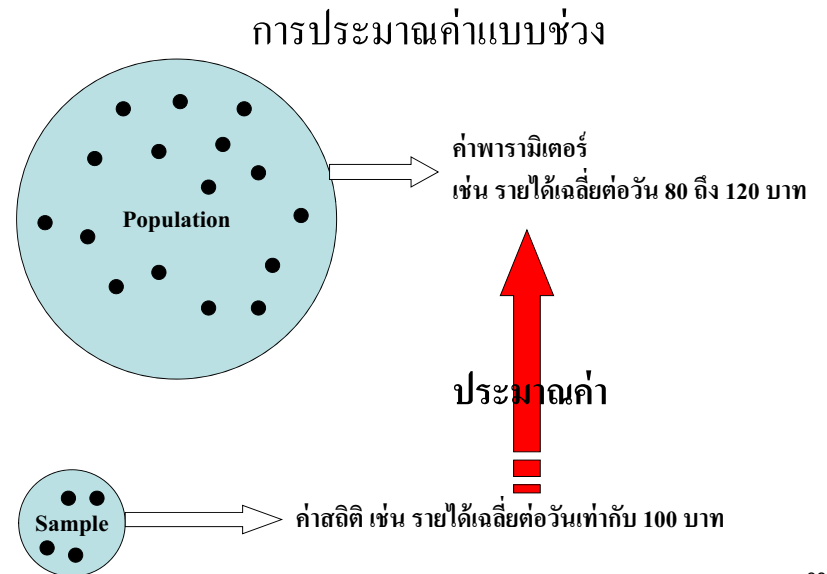 การประมาณค่าแบบช่วง
ค่าพารามิเตอร์
เช่น รายได้เฉลี่ยต่อวัน 80 ถึง 120 บาท
Population
ประมาณค่า
Sample
ค่าสถิติ เช่น รายได้เฉลี่ยต่อวันเท่ากับ 100 บาท